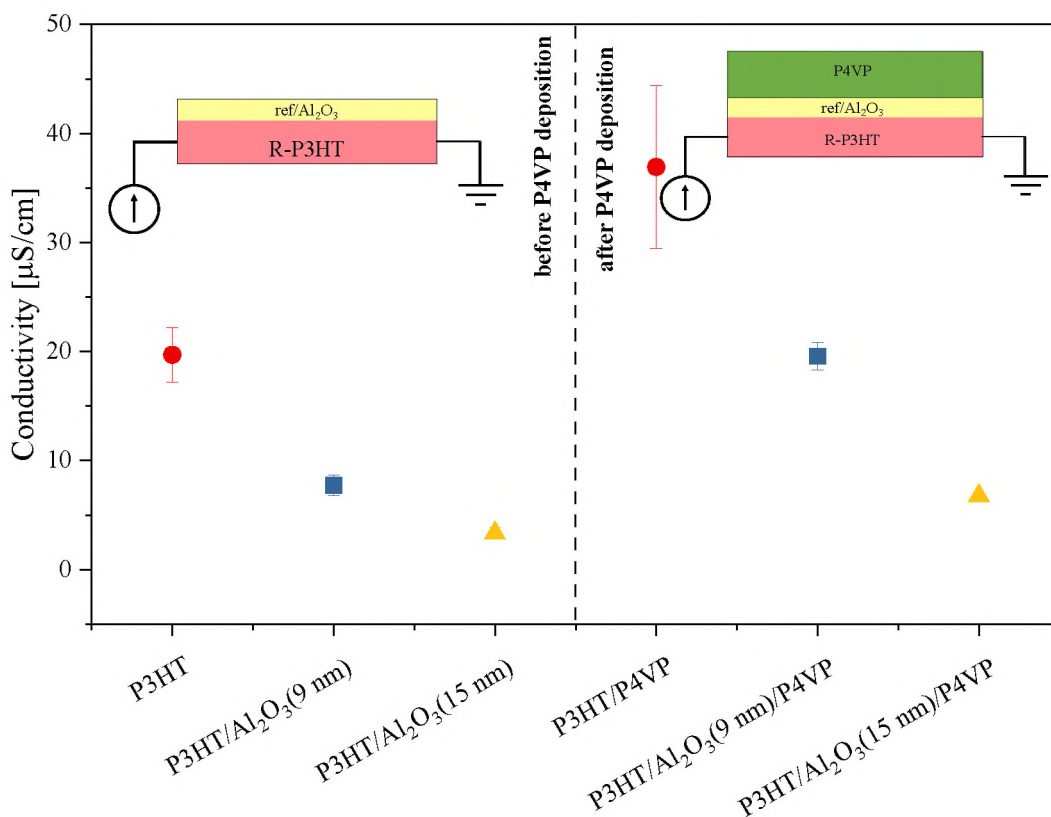 Conductivity [µS/cm]
50
40
30
20
10
0
ref/Al₂O₃
R-P3HT
before P4VP deposition
after P4VP deposition
P4VP
ref/Al₂O₃
R-P3HT
P3HT
P3HT/Al₂O₃(9 nm)
P3HT/Al₂O₃(15 nm)
P3HT/P4VP
P3HT/Al₂O₃(9 nm)/P4VP
P3HT/Al₂O₃(15 nm)/P4VP